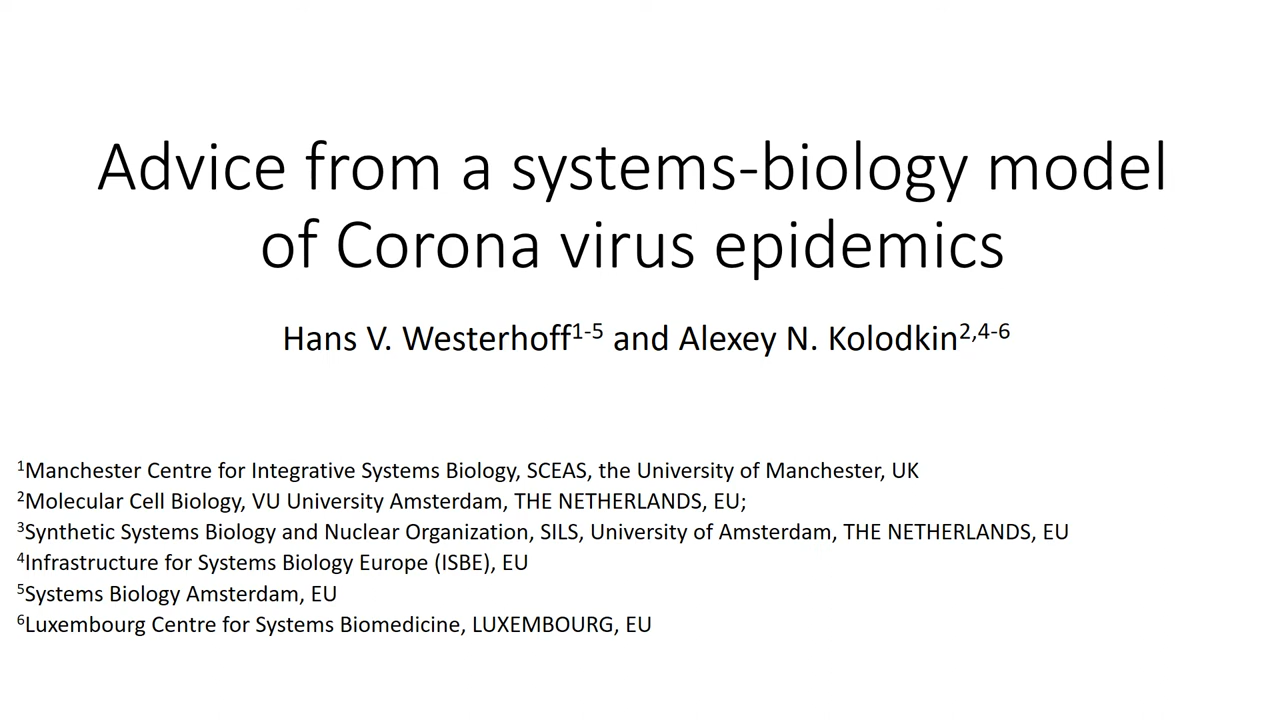 Advice from a systems-biology model
of Corona virus epidemics
Hans V. Westerhoff¹⁻⁵ and Alexey N. Kolodkin²,⁴⁻⁶
¹Manchester Centre for Integrative Systems Biology, SCEAS, the University of Manchester, UK
²Molecular Cell Biology, VU University Amsterdam, THE NETHERLANDS, EU;
³Synthetic Systems Biology and Nuclear Organization, SILS, University of Amsterdam, THE NETHERLANDS, EU
⁴Infrastructure for Systems Biology Europe (ISBE), EU
⁵Systems Biology Amsterdam, EU
⁶Luxembourg Centre for Systems Biomedicine, LUXEMBOURG, EU